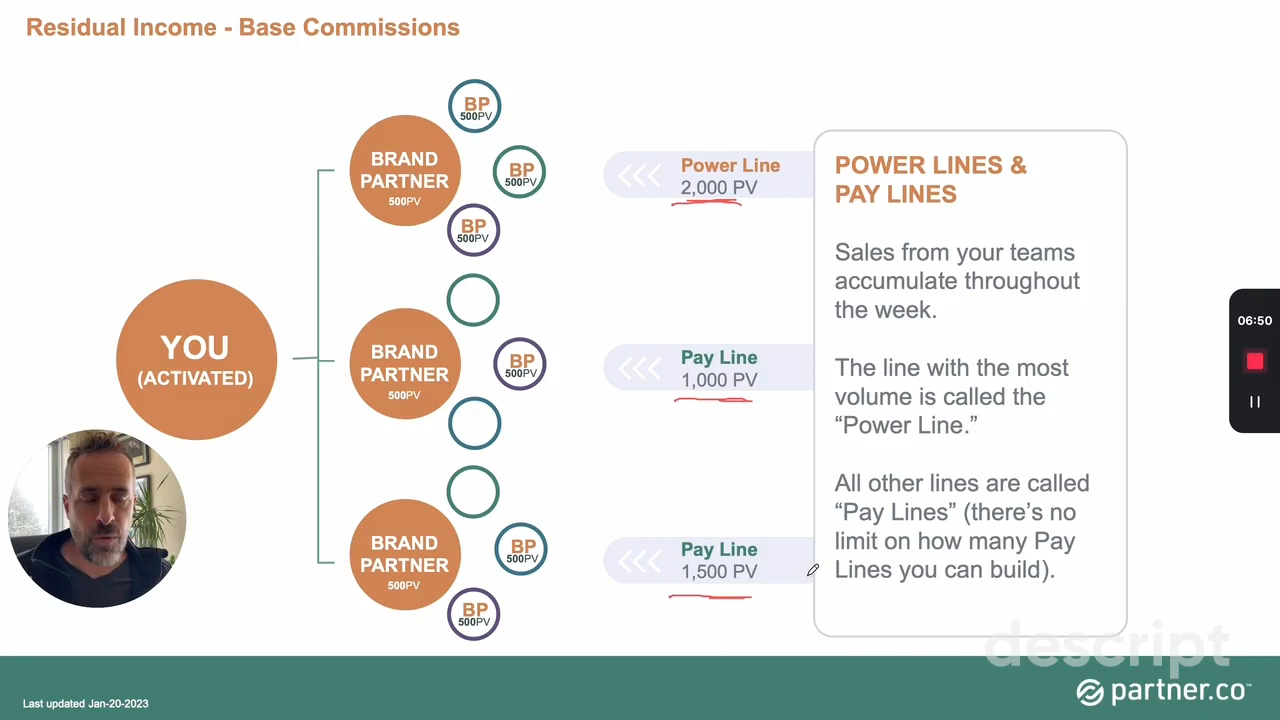 Residual Income - Base Commissions
YOU
(ACTIVATED)
BRAND
PARTNER
500PV
BP
500PV
BP
500PV
BP
500PV
Power Line
2,000 PV
BRAND
PARTNER
500PV
BP
500PV
Pay Line
1,000 PV
BRAND
PARTNER
500PV
BP
500PV
BP
500PV
Pay Line
1,500 PV
POWER LINES &
PAY LINES
Sales from your teams
accumulate throughout
the week.
The line with the most
volume is called the
“Power Line.”
All other lines are called
“Pay Lines” (there’s no
limit on how many Pay
Lines you can build).
06:50
descript
Last updated Jan-20-2023
partner.co™